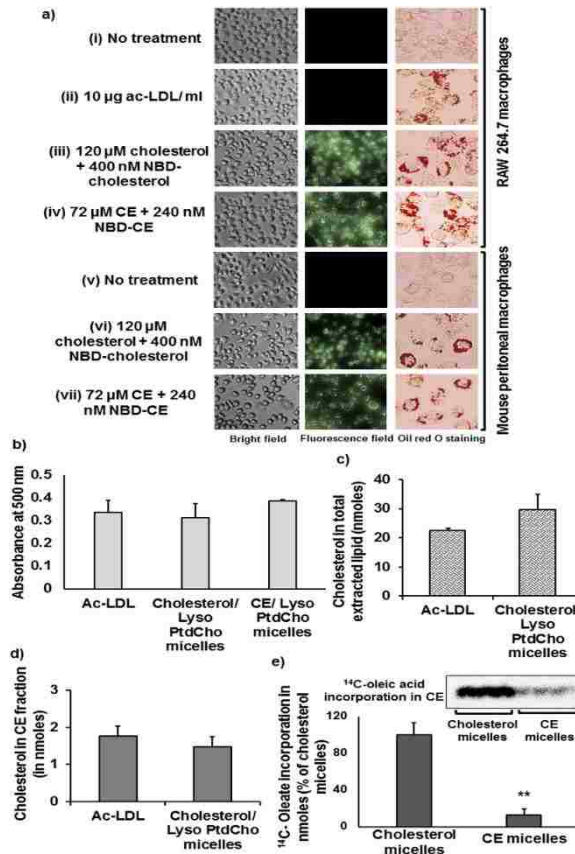 a)
(i) No treatment
(ii) 10 µg ac-LDL/ ml
(iii) 120 µM cholesterol
+ 400 nM NBD-
cholesterol
(iv) 72 µM CE + 240 nM
NBD-CE
RAW 264.7 macrophages
(v) No treatment
(vi) 120 µM
cholesterol + 400 nM
NBD-cholesterol
(vii) 72 µM CE + 240
nM NBD-CE
Mouse peritoneal macrophages
Bright field
Fluorescence field
Oil red O staining
b)
Absorbance at 500 nm
0.5
0.4
0.3
0.2
0.1
0
Ac-LDL
Cholesterol/
Lyso
PtdCho
micelles
CE/ Lyso
PtdCho
micelles
c)
Cholesterol in total
extracted lipid (nmoles)
40
30
20
10
0
Ac-LDL
Cholesterol/
Lyso
PtdCho
micelles
d)
Cholesterol in CE fraction
(in nmoles)
3
2
1
0
Ac-LDL
Cholesterol/
Lyso PtdCho
micelles
e)
¹⁴C-oleic acid
incorporation in CE
Cholesterol
micelles
CE
micelles
¹⁴C- Oleate incorporation in
nmoles (% of cholesterol
micelles)
120
80
40
0
**
Cholesterol
micelles
CE micelles